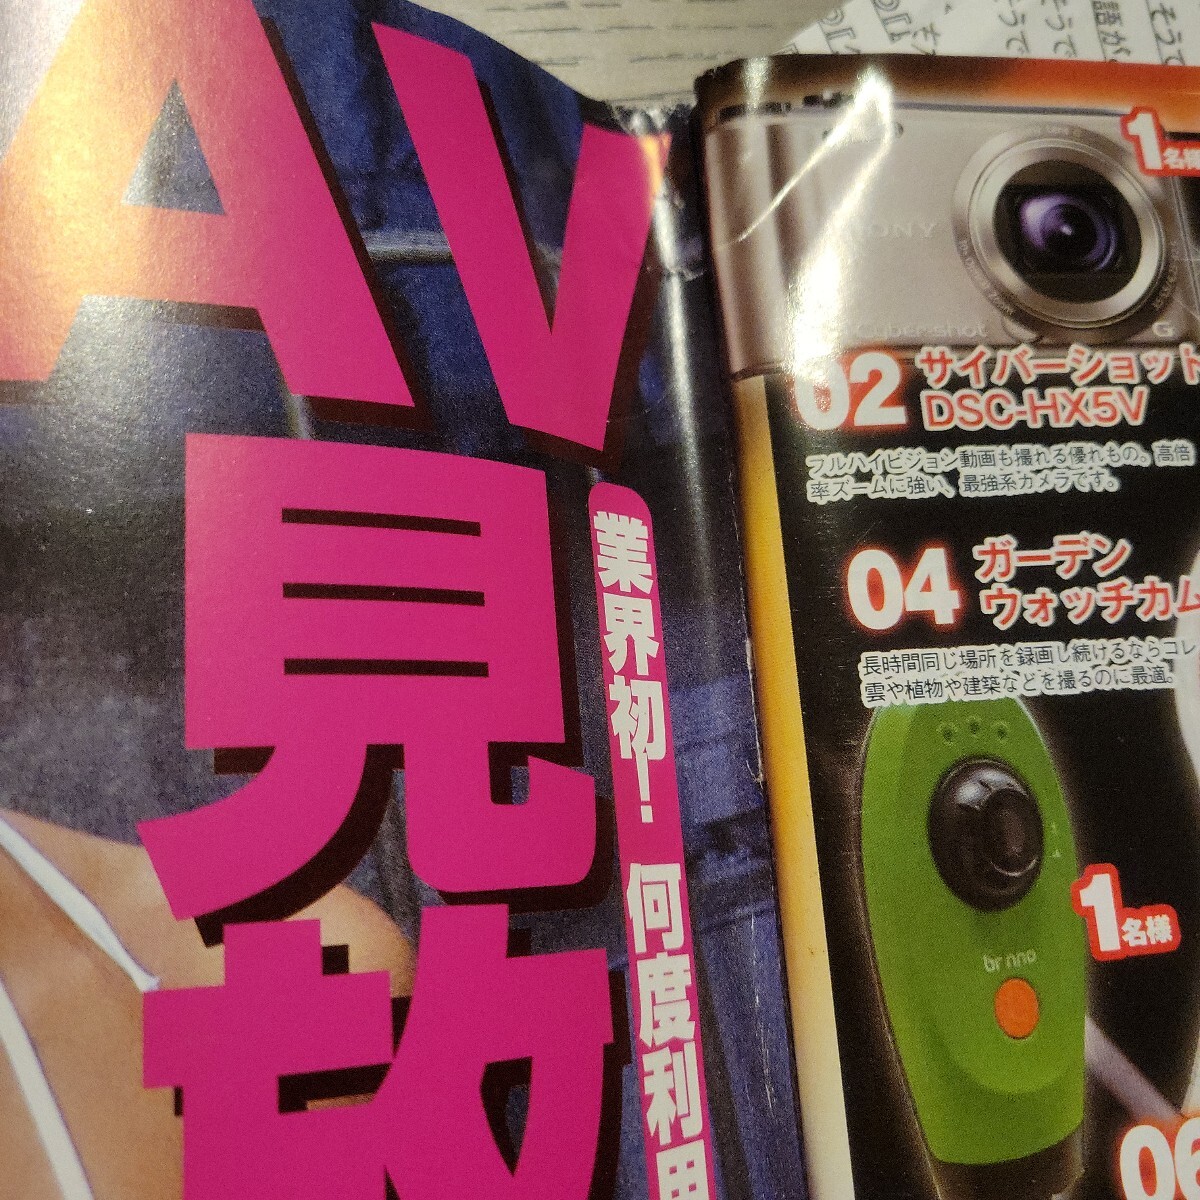 AV
見放
業界初！何度利用
SONY
Cyber-shot
G
1名様
02 サイバーショット
DSC-HX5V
フルハイビジョン動画も撮れる優れもの。高倍
率ズームに強い、最強系カメラです。
04 ガーデン
ウォッチカム
長時間同じ場所を録画し続けるならコレ
雲や植物や建築などを撮るのに最適。
brinno
1名様
06